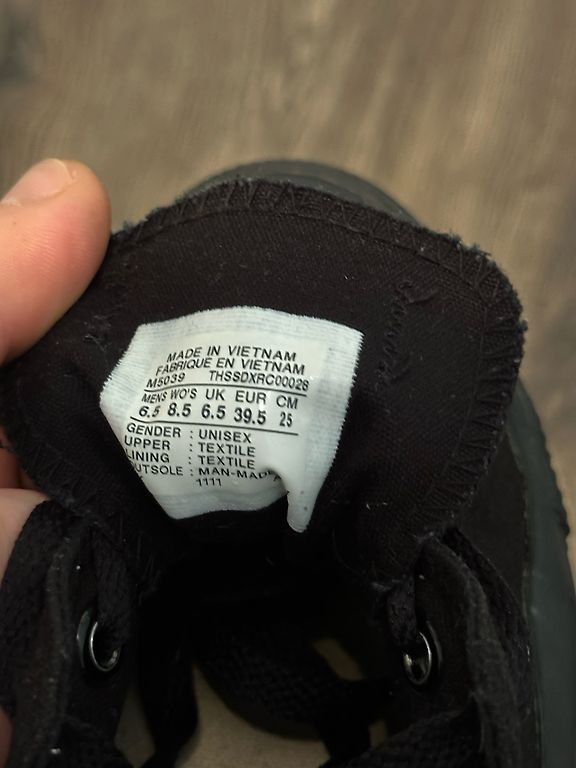 MADE IN VIETNAM
FABRIQUE EN VIETNAM
M5039 THSSDXRC00028
MENS WO'S UK EUR CM
6.5 8.5 6.5 39.5 25
GENDER : UNISEX
UPPER : TEXTILE
LINING : TEXTILE
OUTSOLE : MAN-MADE
1111